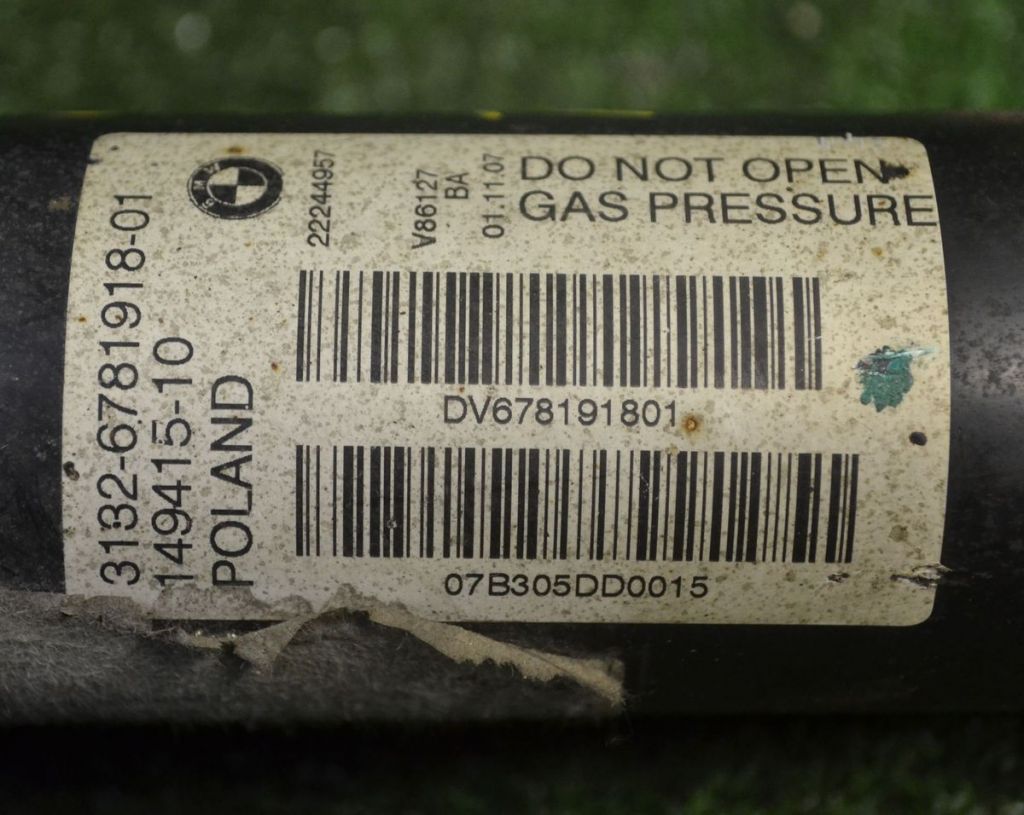 DO NOT OPEN
GAS PRESSURE
22244957
V86127
BA
01.11.07
BMW
3132-6781918-01
149415-10
POLAND
DV678191801
07B305DD0015